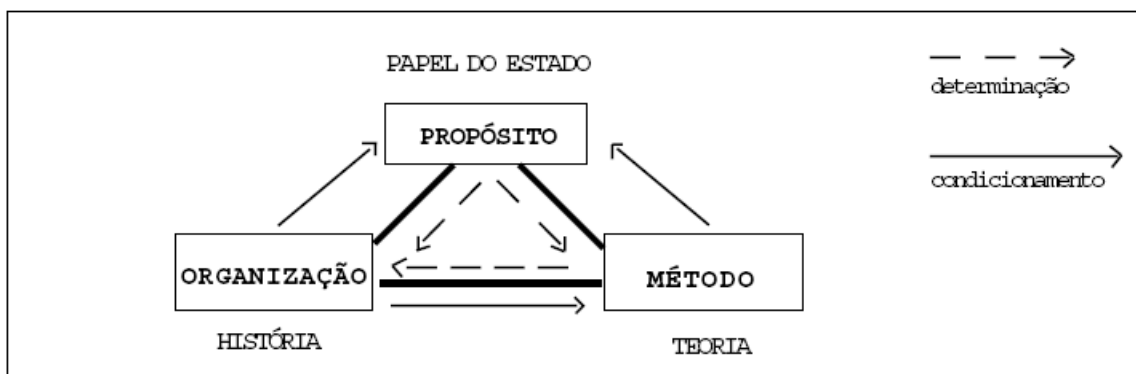 PAPEL DO ESTADO
determinação
PROPÓSITO
condicionamento
ORGANIZAÇÃO
MÉTODO
HISTÓRIA
TEORIA